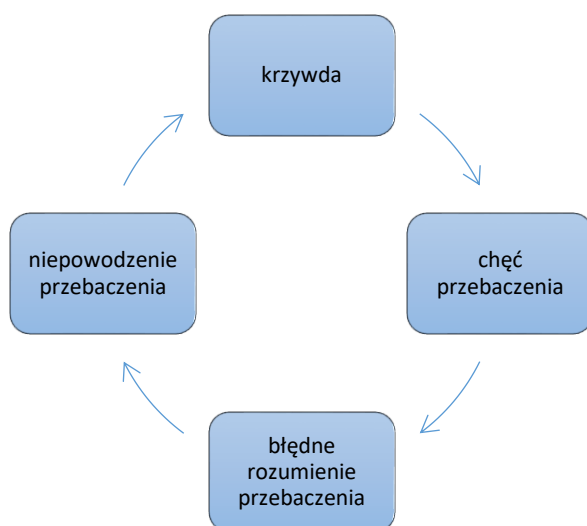 krzywda
niepowodzenie
przebaczenia
chęć
przebaczenia
błędne
rozumienie
przebaczenia